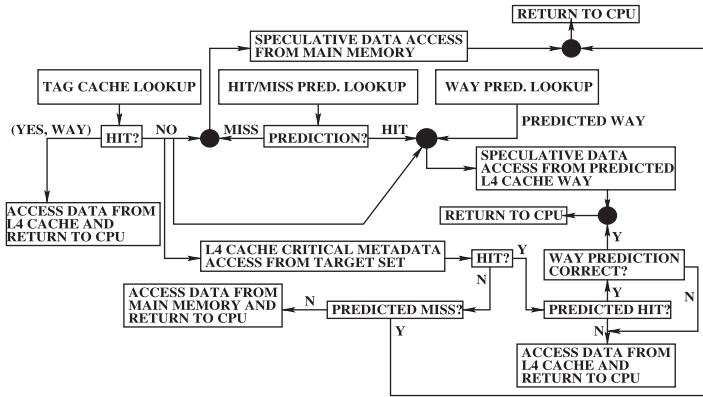 RETURN TO CPU
SPECULATIVE DATA ACCESS
FROM MAIN MEMORY
TAG CACHE LOOKUP
HIT/MISS PRED. LOOKUP
WAY PRED. LOOKUP
(YES, WAY)
HIT?
NO
MISS
PREDICTION?
HIT
PREDICTED WAY
SPECULATIVE DATA
ACCESS FROM PREDICTED
L4 CACHE WAY
ACCESS DATA FROM
L4 CACHE AND
RETURN TO CPU
RETURN TO CPU
L4 CACHE CRITICAL METADATA
ACCESS FROM TARGET SET
HIT?
Y
Y
WAY PREDICTION
CORRECT?
N
Y
N
ACCESS DATA FROM
MAIN MEMORY AND
RETURN TO CPU
N
PREDICTED MISS?
PREDICTED HIT?
Y
N
ACCESS DATA FROM
L4 CACHE AND
RETURN TO CPU